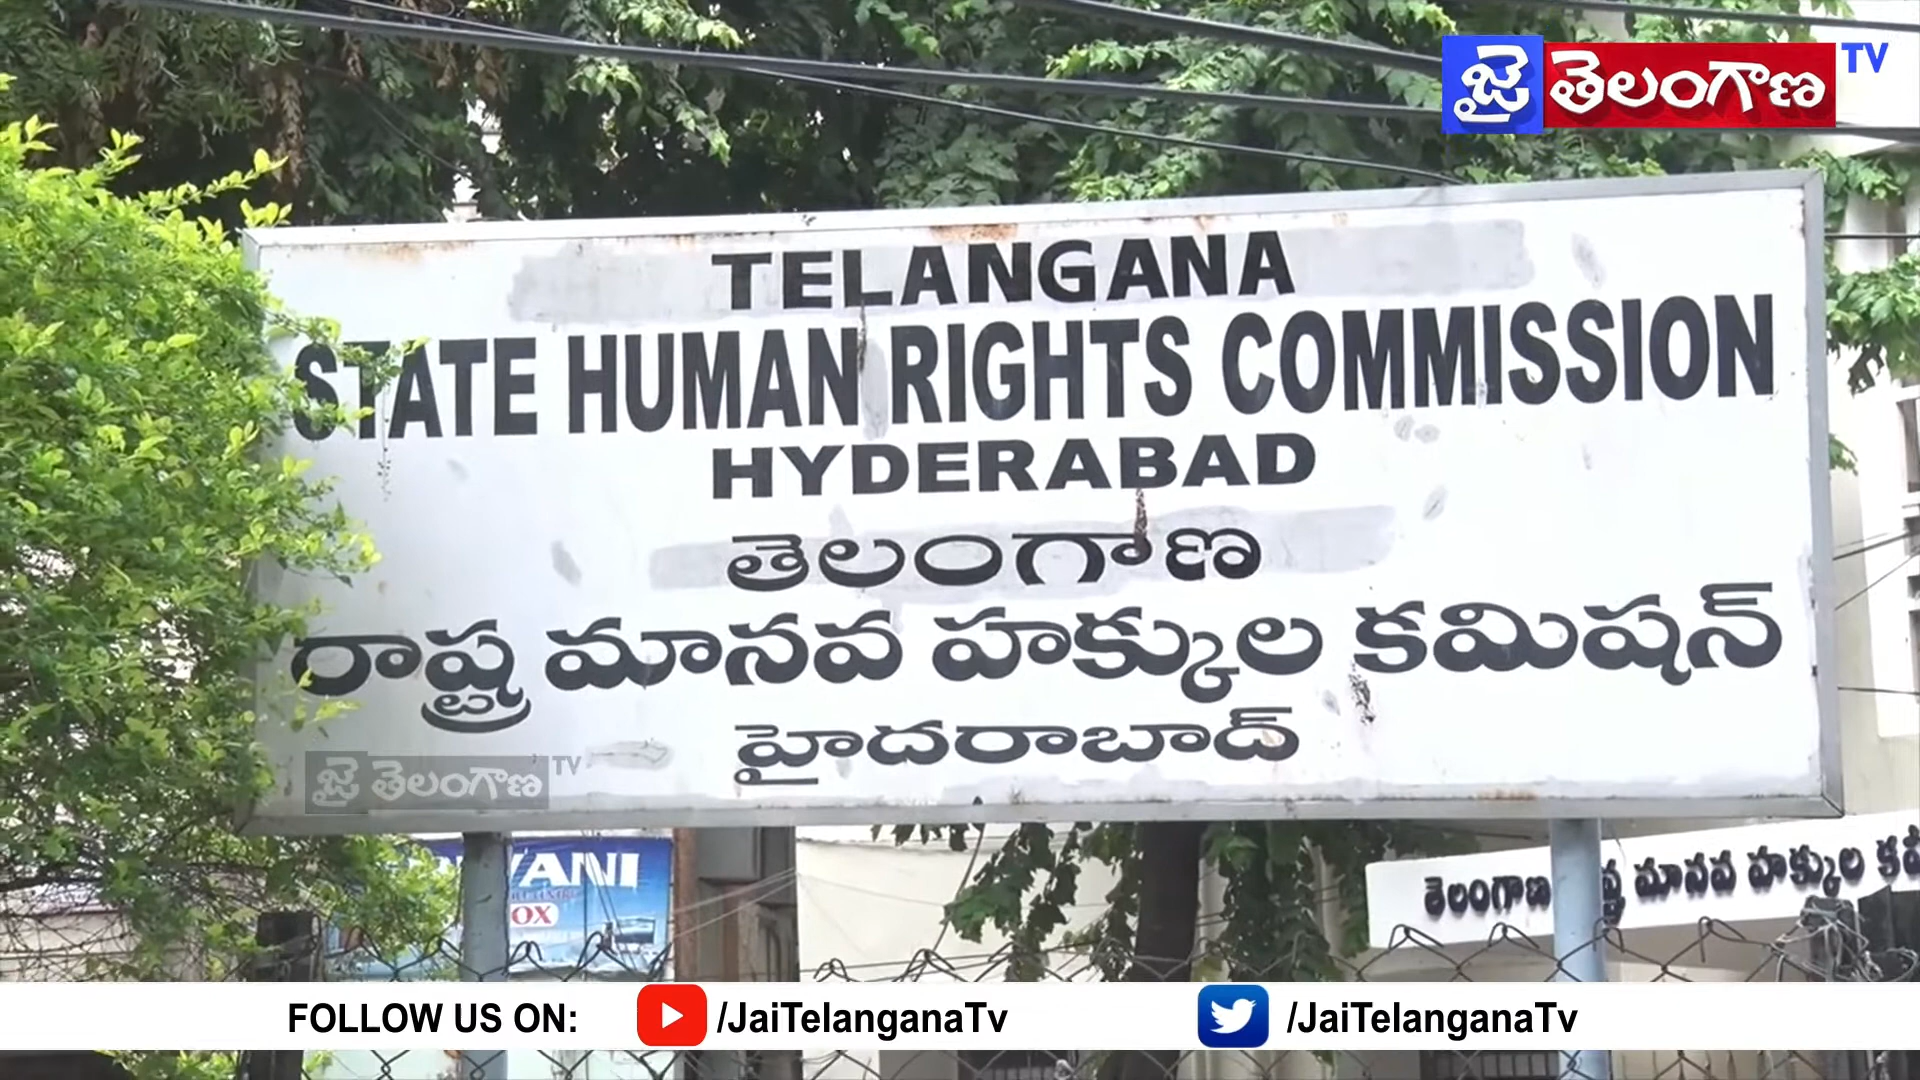 జై తెలంగాణ TV
TELANGANA
STATE HUMAN RIGHTS COMMISSION
HYDERABAD
తెలంగాణ
రాష్ట్ర మానవ హక్కుల కమిషన్
హైదరాబాద్
జై తెలంగాణ TV
VANI
OX
తెలంగాణ మానవ హక్కుల
FOLLOW US ON: /JaiTelanganaTv /JaiTelanganaTv